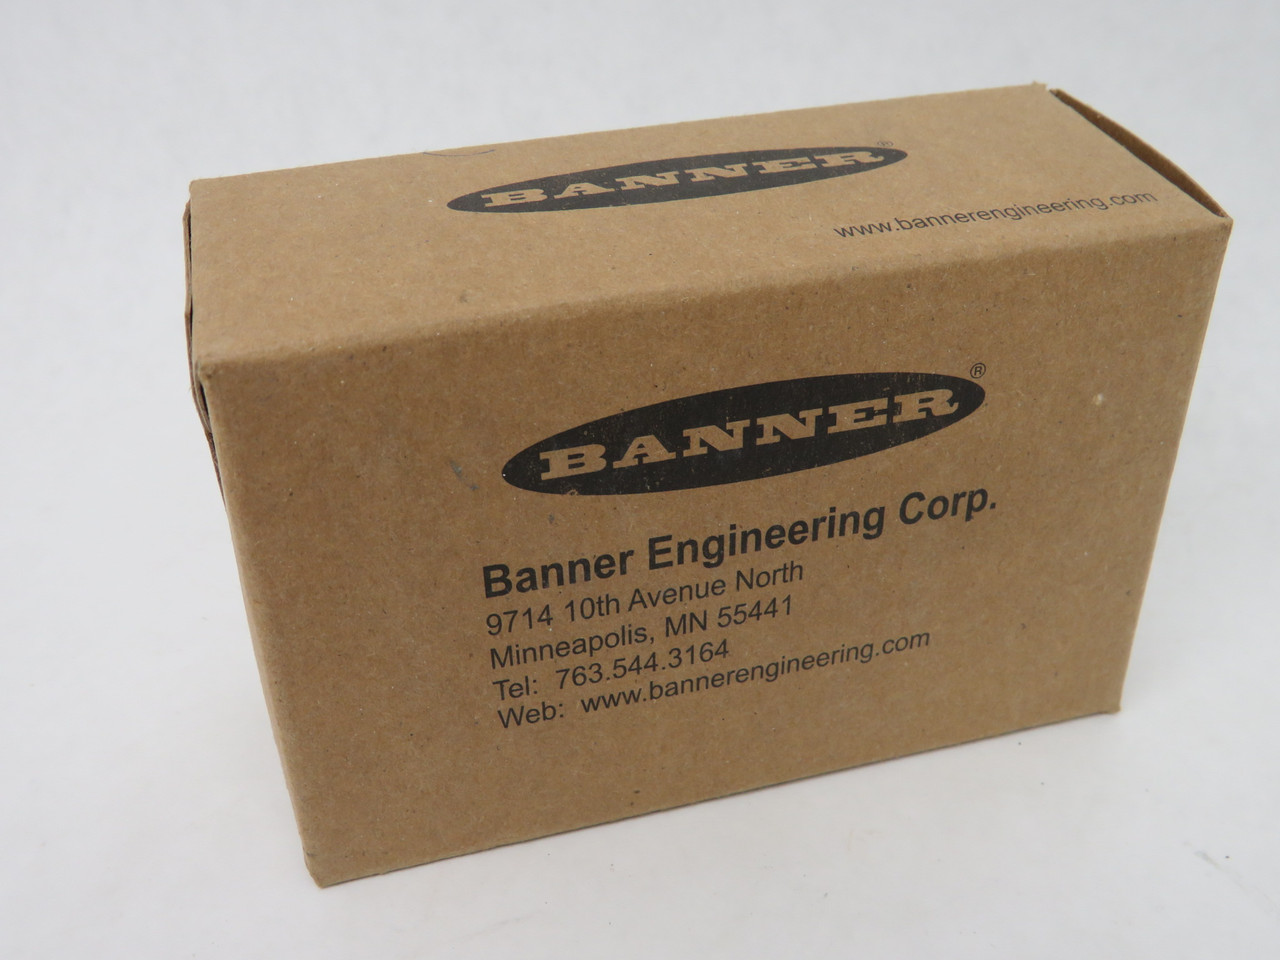 BANNER®
www.bannerengineering.com
BANNER®
Banner Engineering Corp.
9714 10th Avenue North
Minneapolis, MN 55441
Tel: 763.544.3164
Web: www.bannerengineering.com